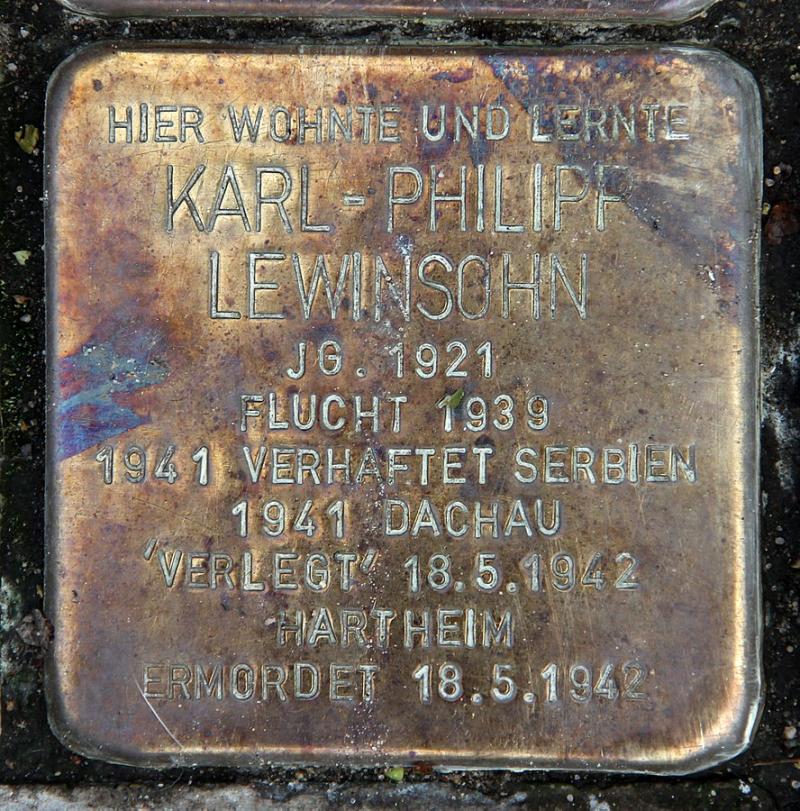 HIER WOHNTE UND LERNTE
KARL-PHILIPP
LEWINSOHN
JG. 1921
FLUCHT 1939
1941 VERHAFTET SERBIEN
1941 DACHAU
'VERLEGT' 18.5.1942
HARTHEIM
ERMORDET 18.5.1942